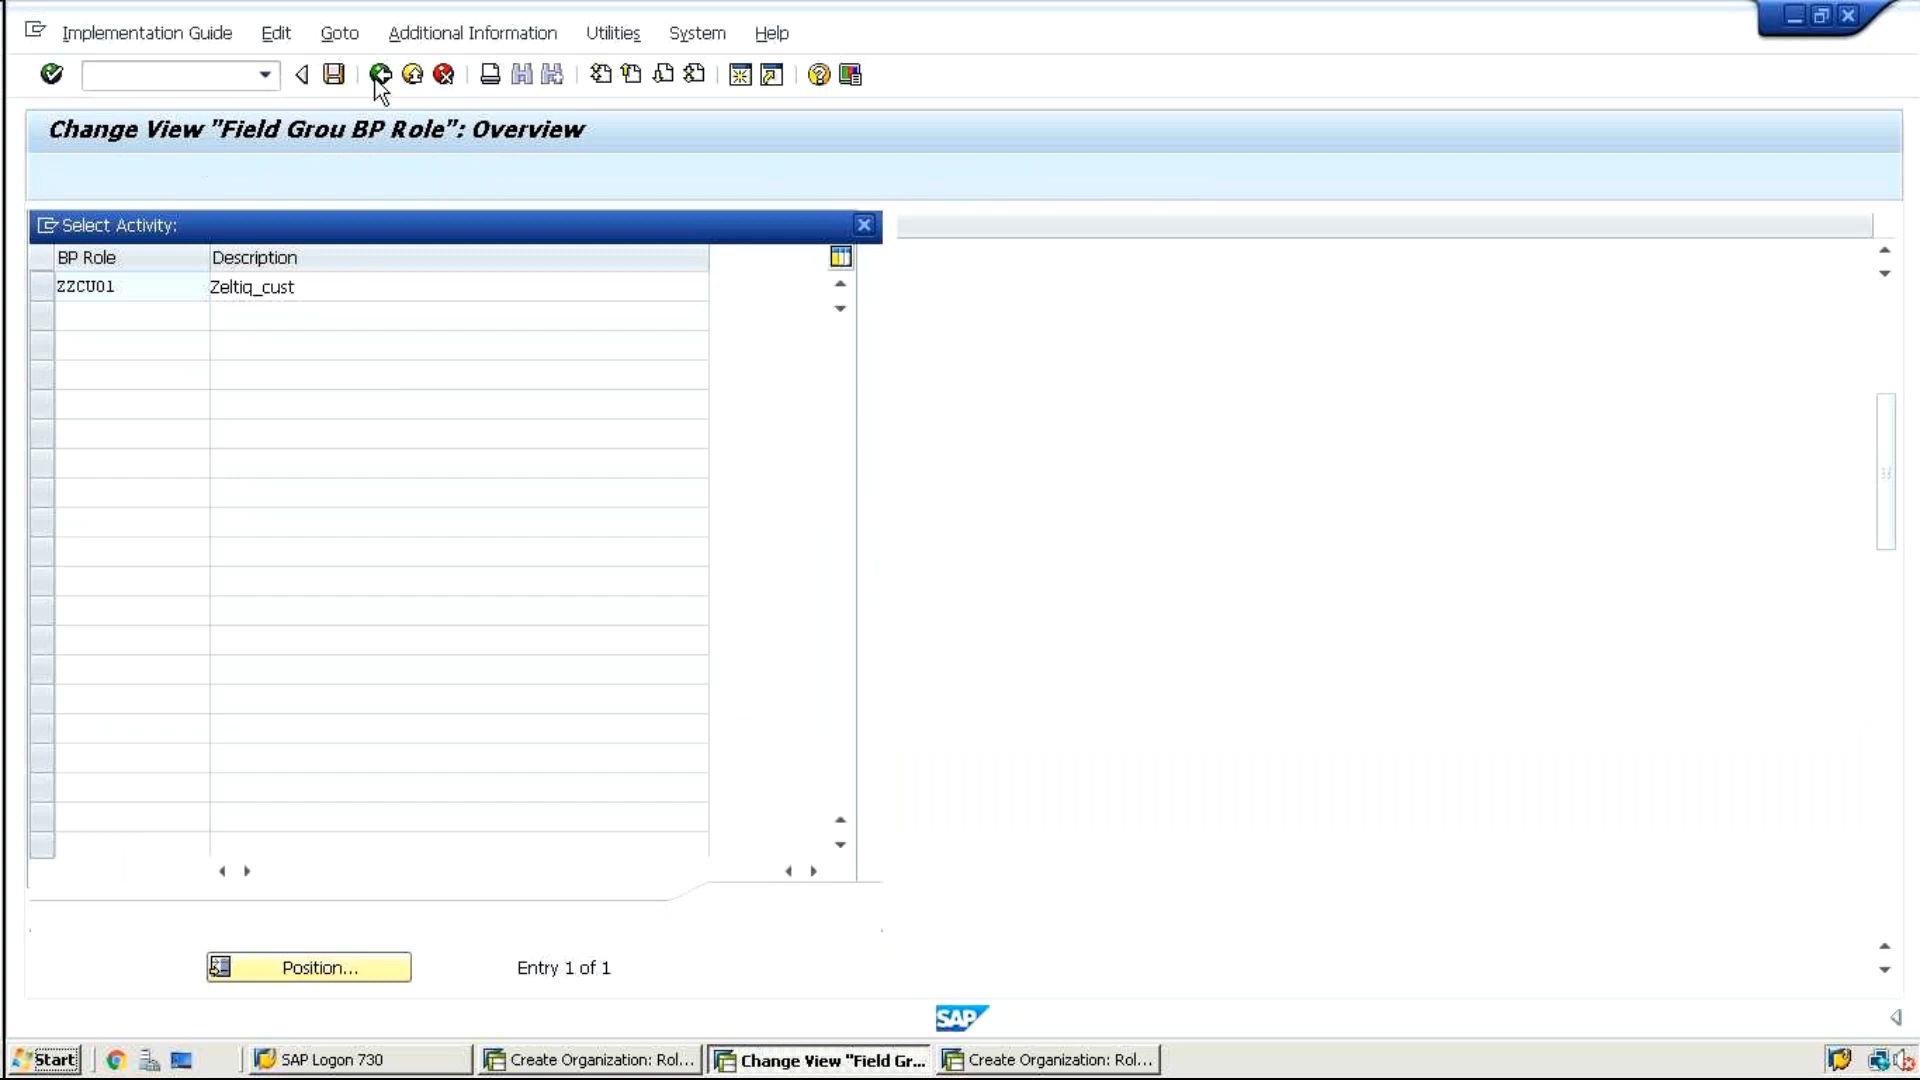 Implementation Guide Edit Goto Additional Information Utilities System Help
Change View "Field Grou BP Role": Overview
Select Activity:
BP Role Description
ZZCU01 Zeltiq_cust
Position... Entry 1 of 1
SAP
Start SAP Logon 730 Create Organization: Rol... Change View "Field Gr... Create Organization: Rol...